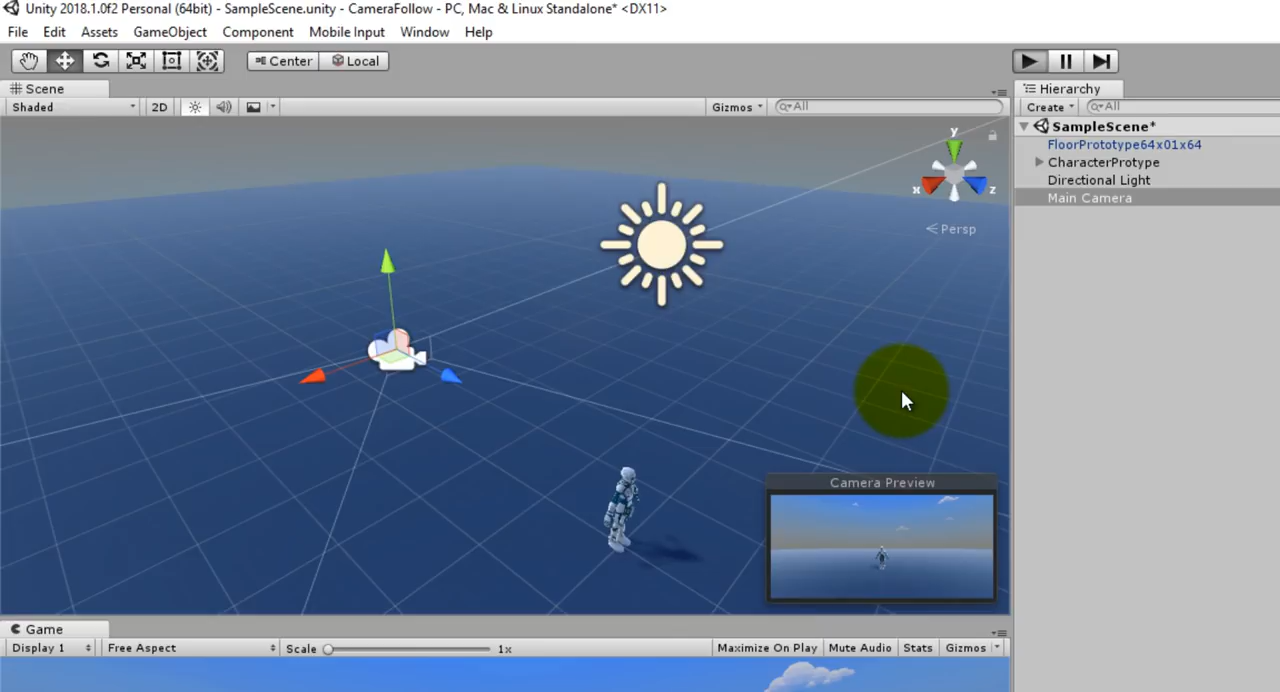 Unity 2018.1.0f2 Personal (64bit) - SampleScene.unity - CameraFollow - PC, Mac & Linux Standalone* <DX11>
File Edit Assets GameObject Component Mobile Input Window Help
Center Local
Scene
Hierarchy
Shaded 2D Gizmos All
Create All
SampleScene*
FloorPrototype64x01x64
CharacterProtype
Directional Light
Main Camera
y
x z
Persp
Camera Preview
Game
Display 1 Free Aspect Scale 1x Maximize On Play Mute Audio Stats Gizmos